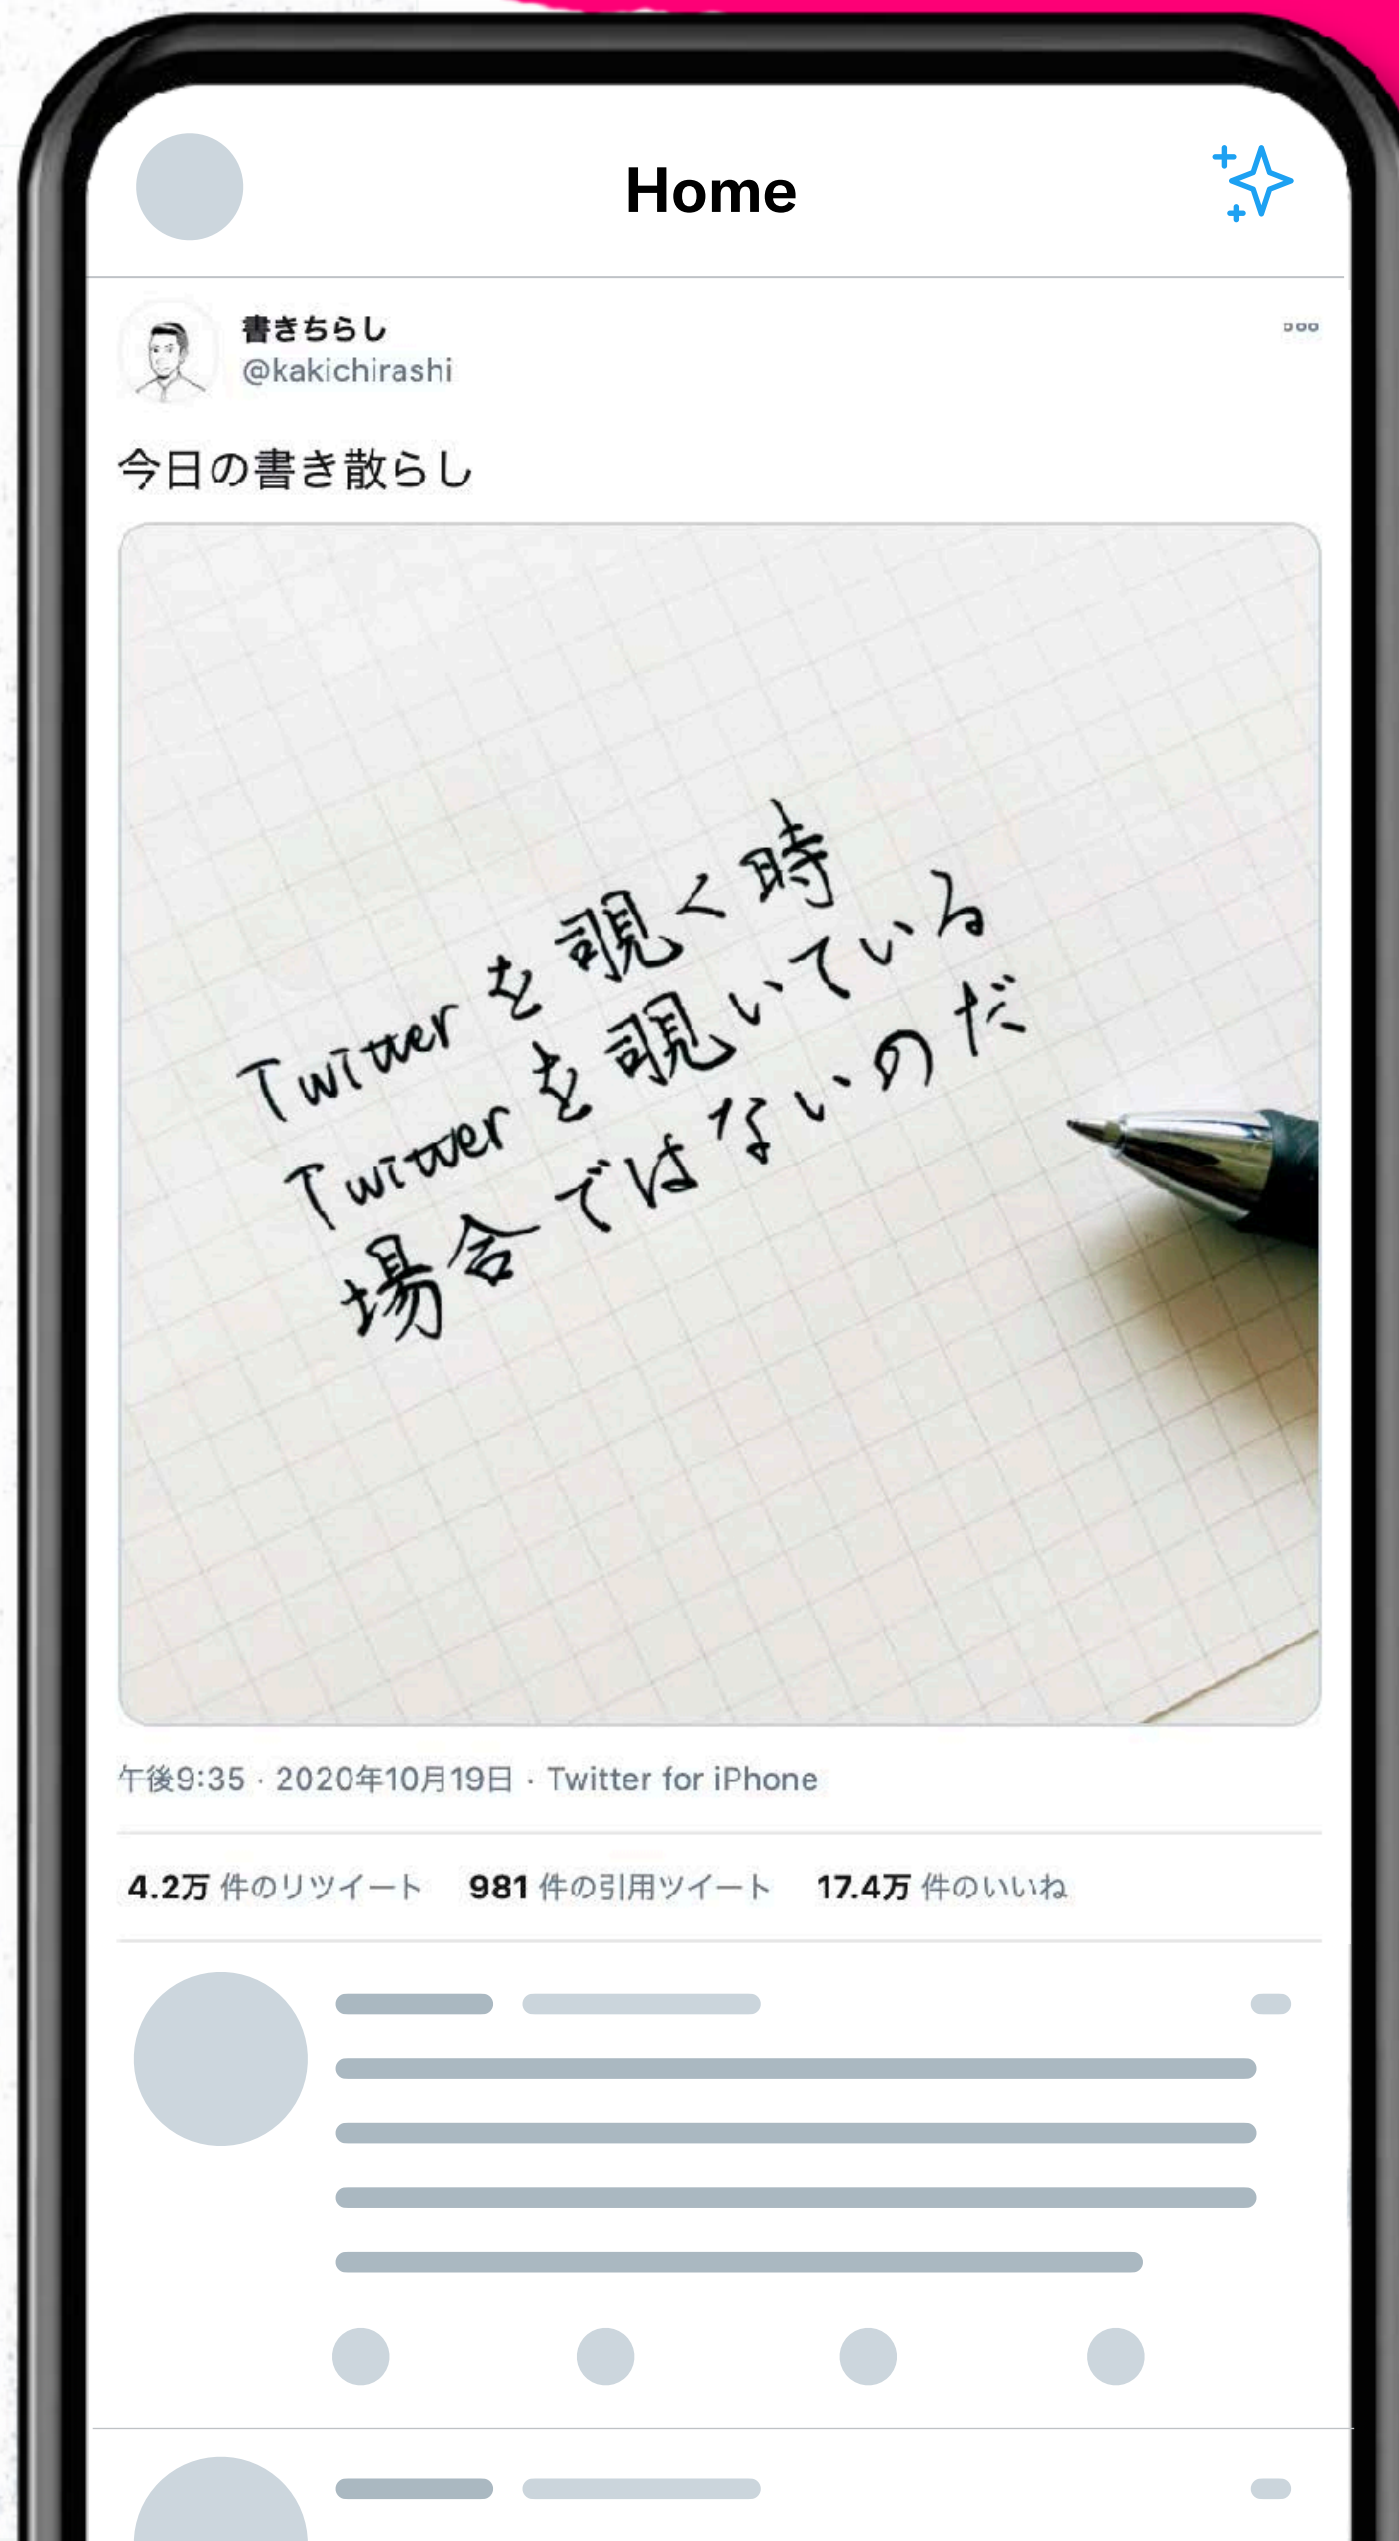 Home
書きちらし
@kakichirashi
今日の書き散らし
Twitterを覗く時
Twitterを覗いている
場合ではないのだ
午後9:35 · 2020年10月19日 · Twitter for iPhone
4.2万 件のリツイート 981 件の引用ツイート 17.4万 件のいいね